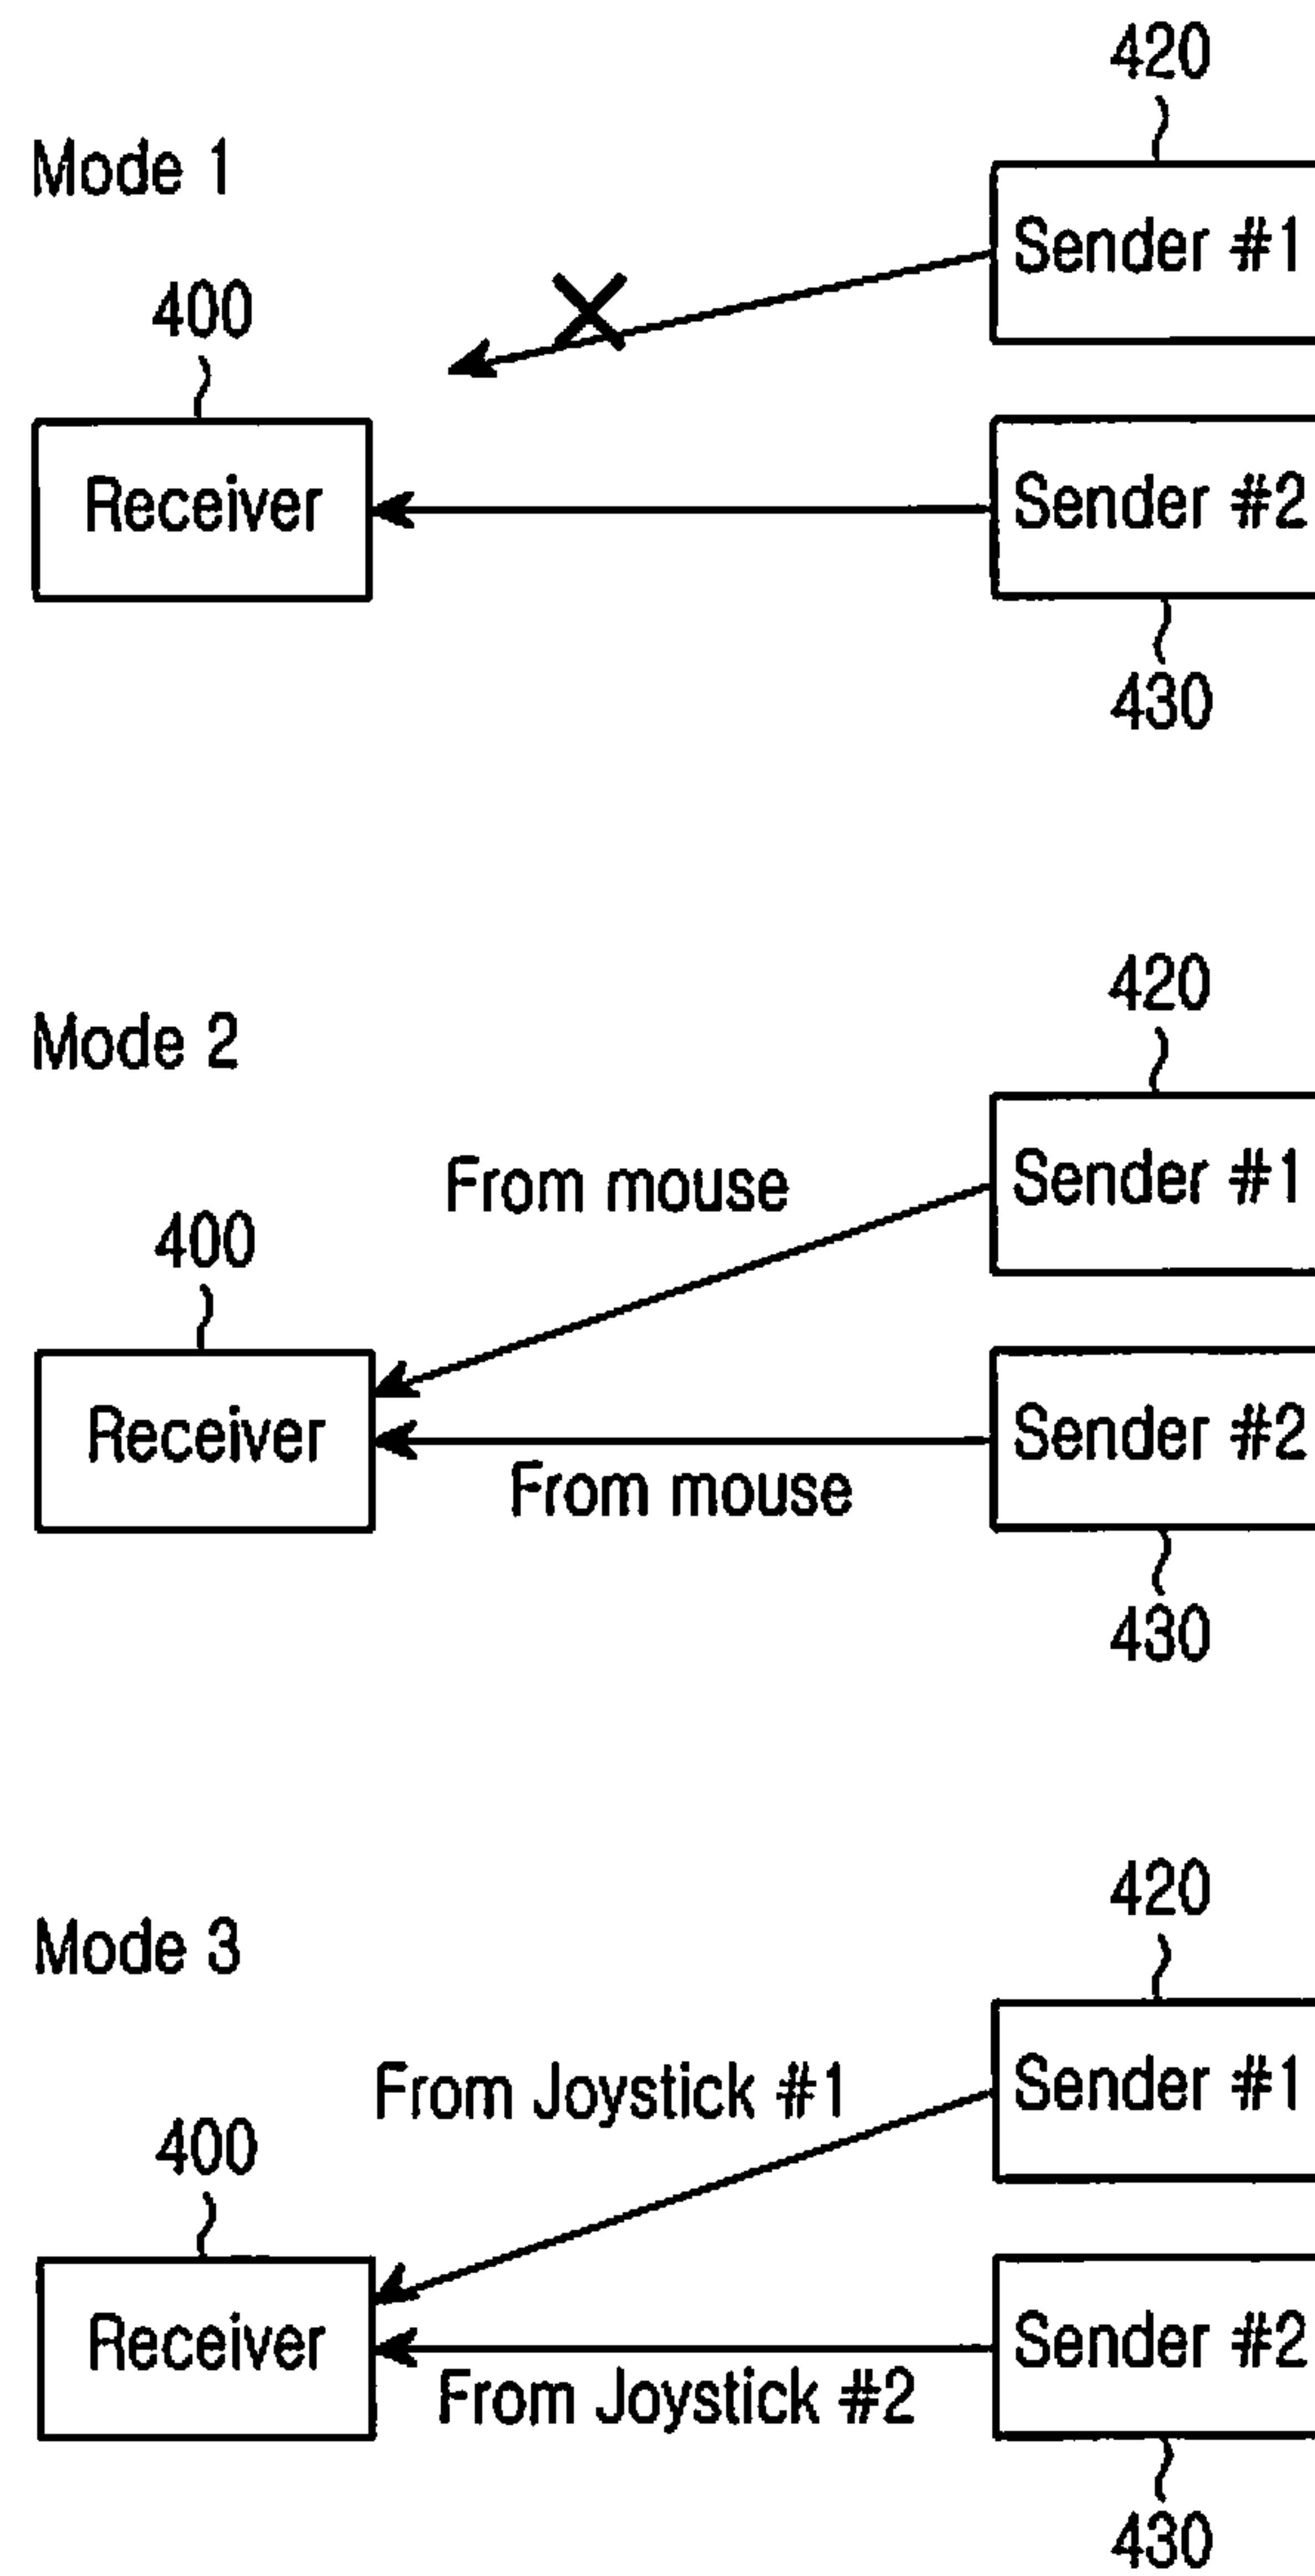 420
Mode 1
Sender #1
400
Receiver
Sender #2
430
420
Mode 2
From mouse
Sender #1
400
Receiver
Sender #2
From mouse
430
420
Mode 3
From Joystick #1
Sender #1
400
Receiver
Sender #2
From Joystick #2
430